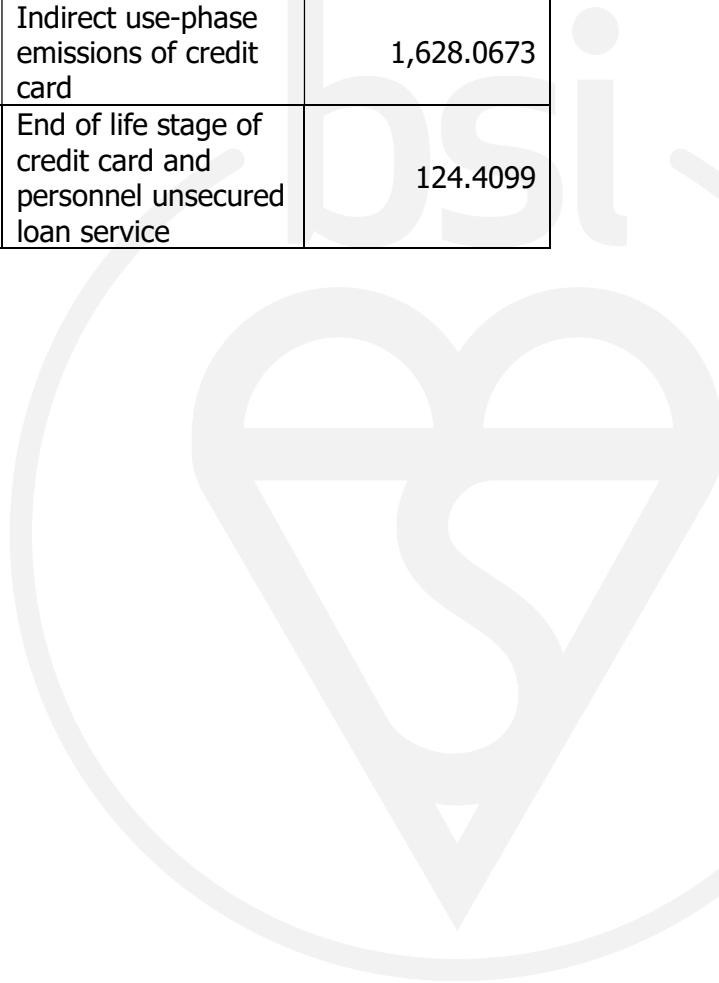 bsi
Indirect use-phase
emissions of credit
card
1,628.0673
End of life stage of
credit card and
personnel unsecured
loan service
124.4099